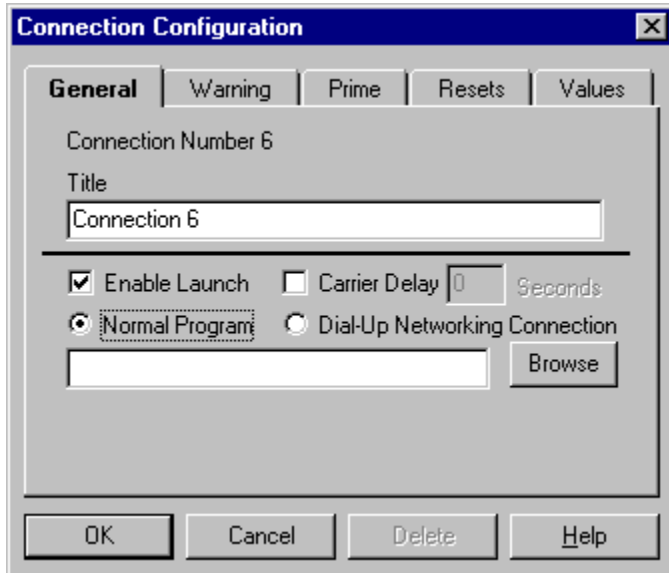 Connection Configuration
General Warning Prime Resets Values
Connection Number 6
Title
Connection 6
Enable Launch Carrier Delay 0 Seconds
Normal Program Dial-Up Networking Connection
Browse
OK Cancel Delete Help